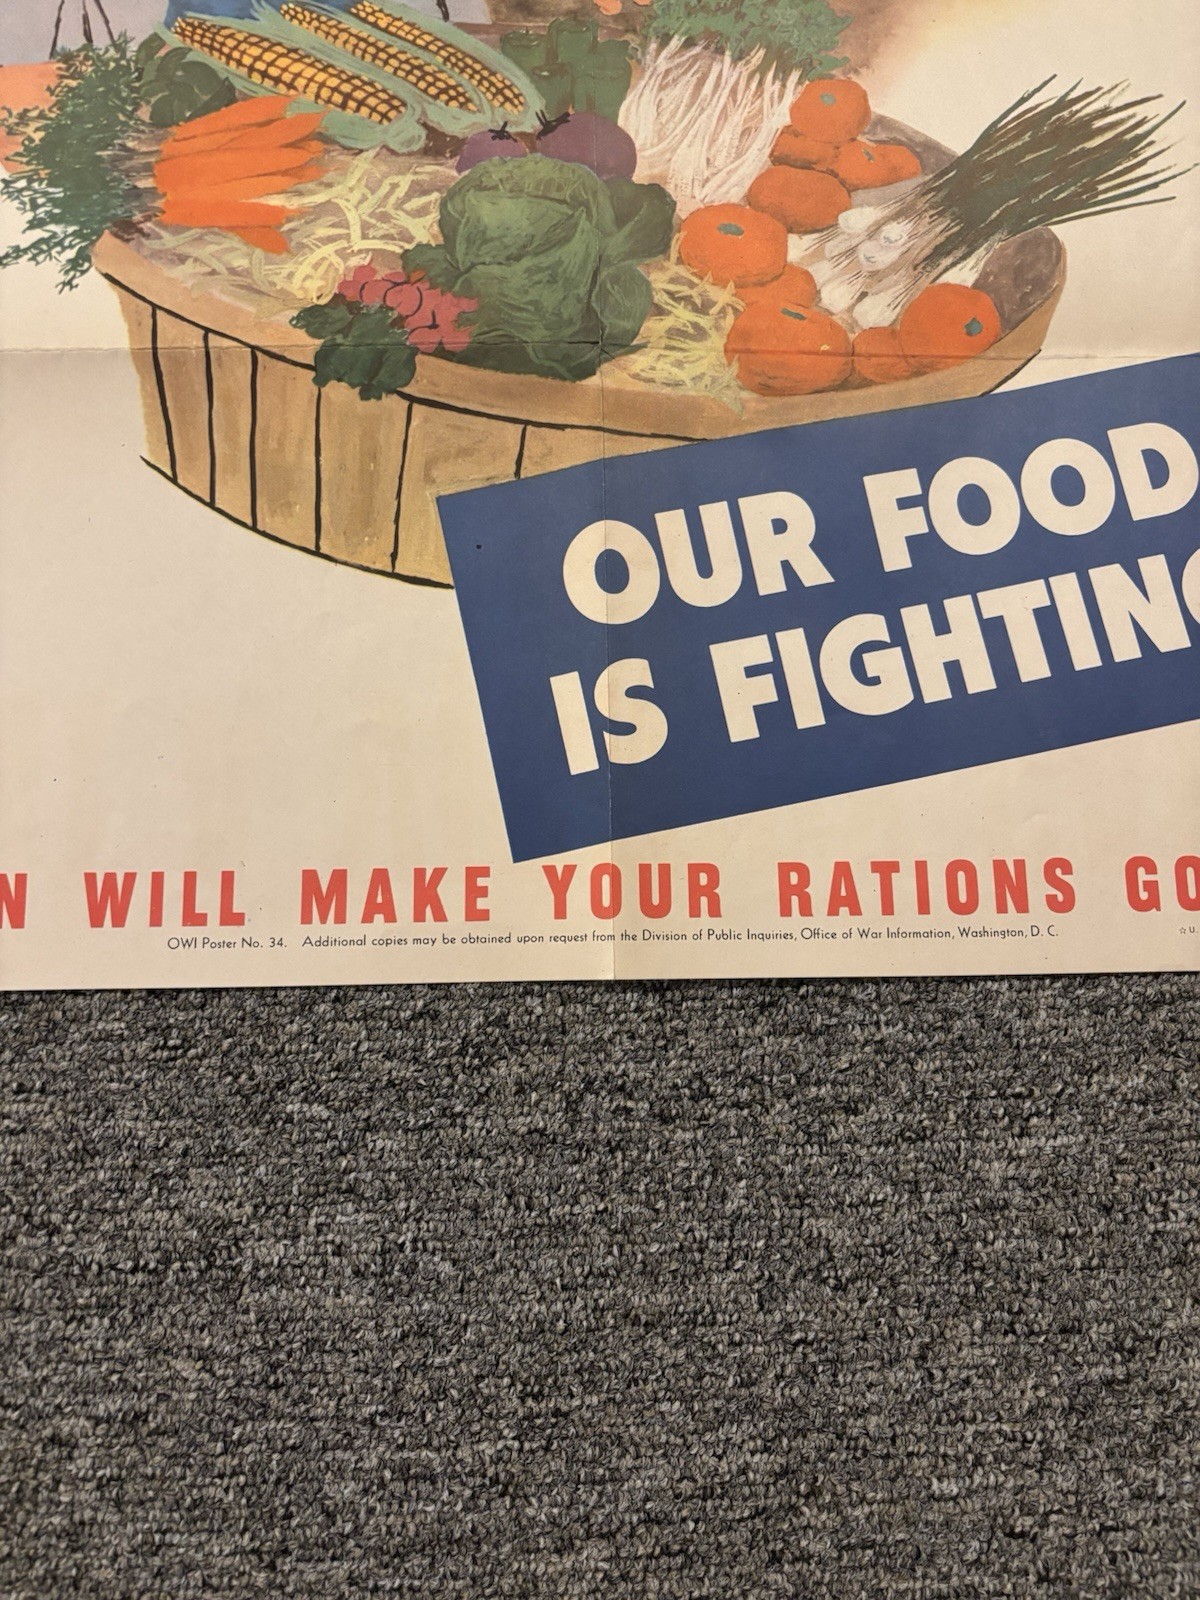 OUR FOOD
IS FIGHTING
N WILL MAKE YOUR RATIONS GO
OWI Poster No. 34. Additional copies may be obtained upon request from the Division of Public Inquiries, Office of War Information, Washington, D. C.
☆ U.